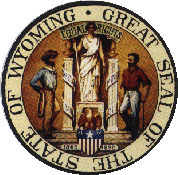 GREAT SEAL OF THE STATE OF WYOMING
EQUAL RIGHTS